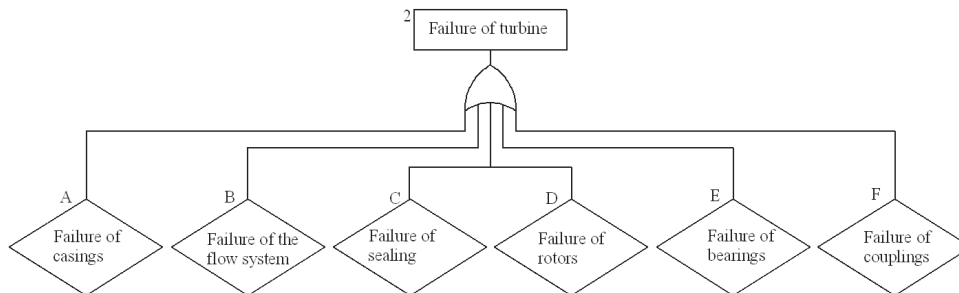 2
Failure of turbine
A
B
C
D
E
F
Failure of
casings
Failure of the
flow system
Failure of
sealing
Failure of
rotors
Failure of
bearings
Failure of
couplings